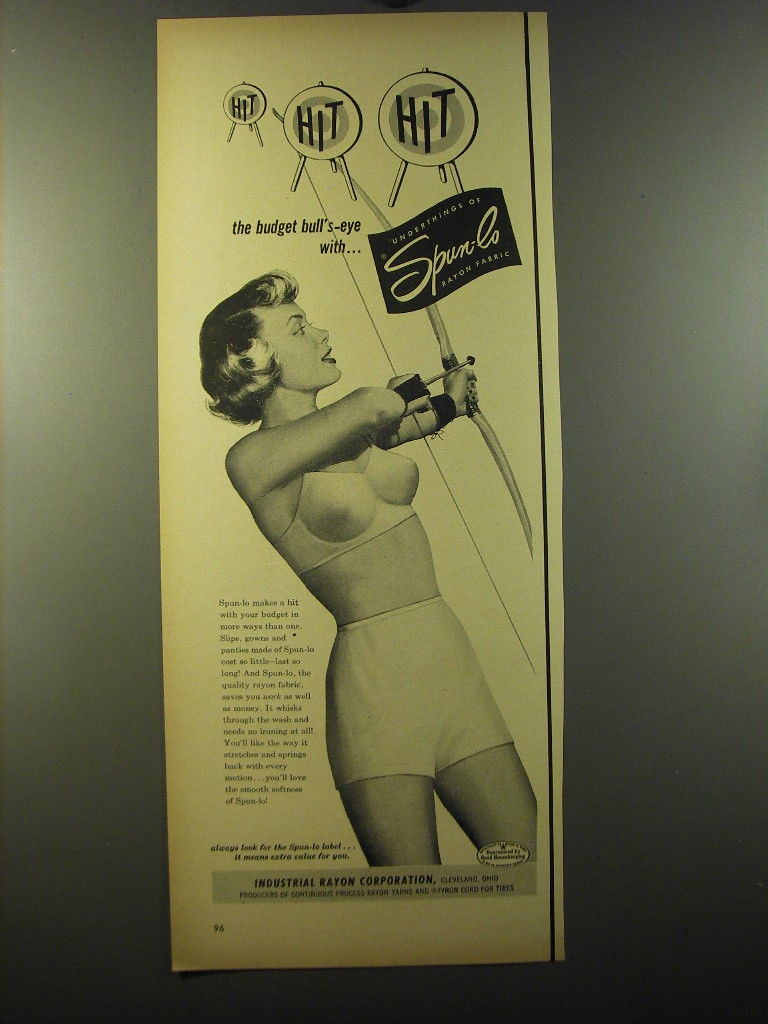 HIT
HIT
HIT
the budget bull's-eye
with...
UNDERTHINGS OF
® Spun-lo
RAYON FABRIC
Spun-lo makes a hit
with your budget in
more ways than one.
Slips, gowns and
panties made of Spun-lo
cost so little—last so
long! And Spun-lo, the
quality rayon fabric,
saves you work as well
as money. It whisks
through the wash and
needs no ironing at all!
You'll like the way it
stretches and springs
back with every
motion...you'll love
the smooth softness
of Spun-lo!
always look for the Spun-lo label...
it means extra value for you.
Guaranteed by
Good Housekeeping
INDUSTRIAL RAYON CORPORATION, CLEVELAND, OHIO
PRODUCERS OF CONTINUOUS PROCESS RAYON YARNS AND ®TYRON CORD FOR TIRES
96